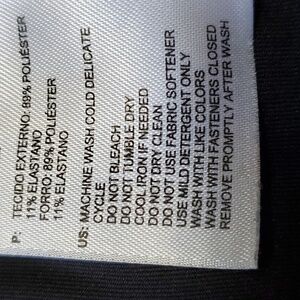 P: TECIDO EXTERNO: 89% POLIÉSTER
11% ELASTANO
FORRO: 89% POLIÉSTER
11% ELASTANO
US: MACHINE WASH COLD DELICATE
CYCLE
DO NOT BLEACH
DO NOT TUMBLE DRY
COOL IRON IF NEEDED
DO NOT DRY CLEAN
DO NOT USE FABRIC SOFTENER
USE MILD DETERGENT ONLY
WASH WITH LIKE COLORS
WASH WITH FASTENERS CLOSED
REMOVE PROMPTLY AFTER WASH